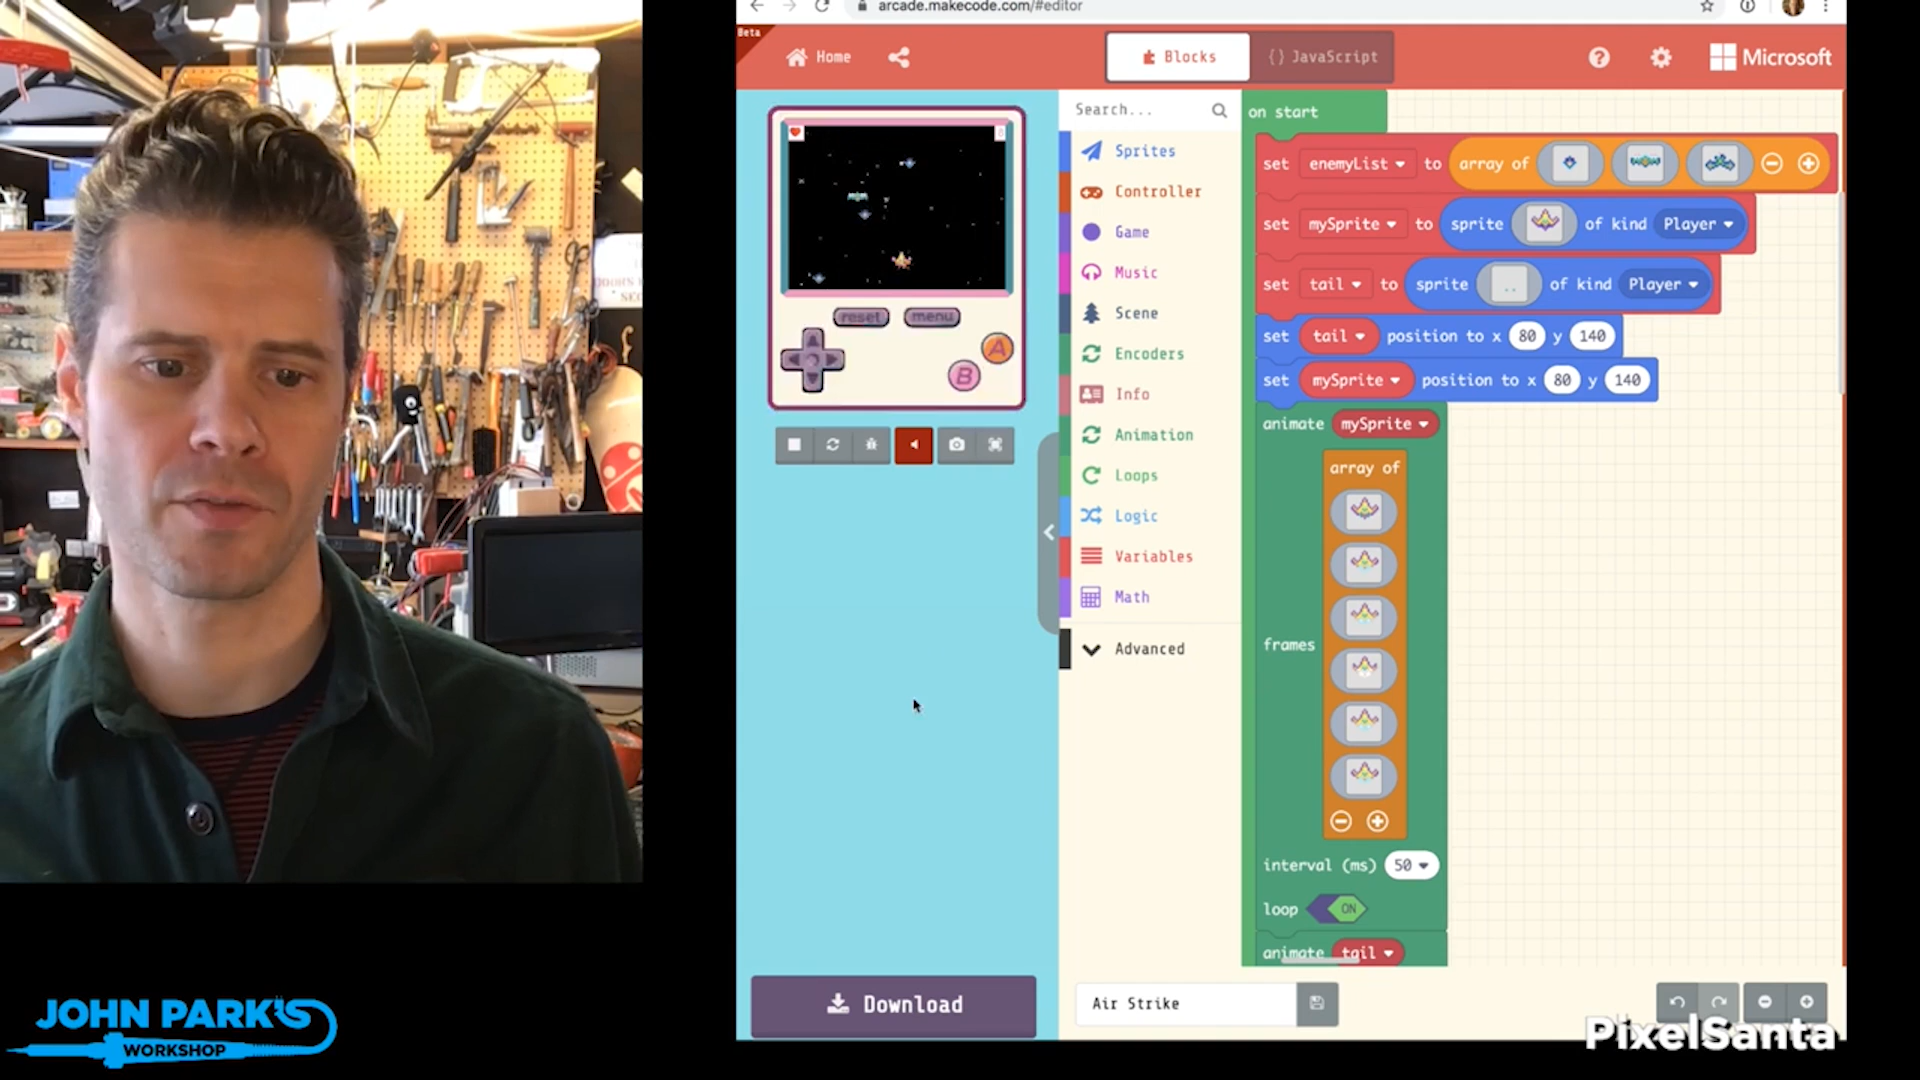 arcade.makecode.com/#editor
Beta
Home
Blocks
{} JavaScript
Microsoft
Search...
Sprites
Controller
Game
Music
Scene
Encoders
Info
Animation
Loops
Logic
Variables
Math
Advanced
reset
menu
A
B
on start
set enemyList to array of
set mySprite to sprite of kind Player
set tail to sprite of kind Player
set tail position to x 80 y 140
set mySprite position to x 80 y 140
animate mySprite
array of
frames
interval (ms) 50
loop ON
animate tail
Download
Air Strike
JOHN PARK'S
WORKSHOP
PixelSanta